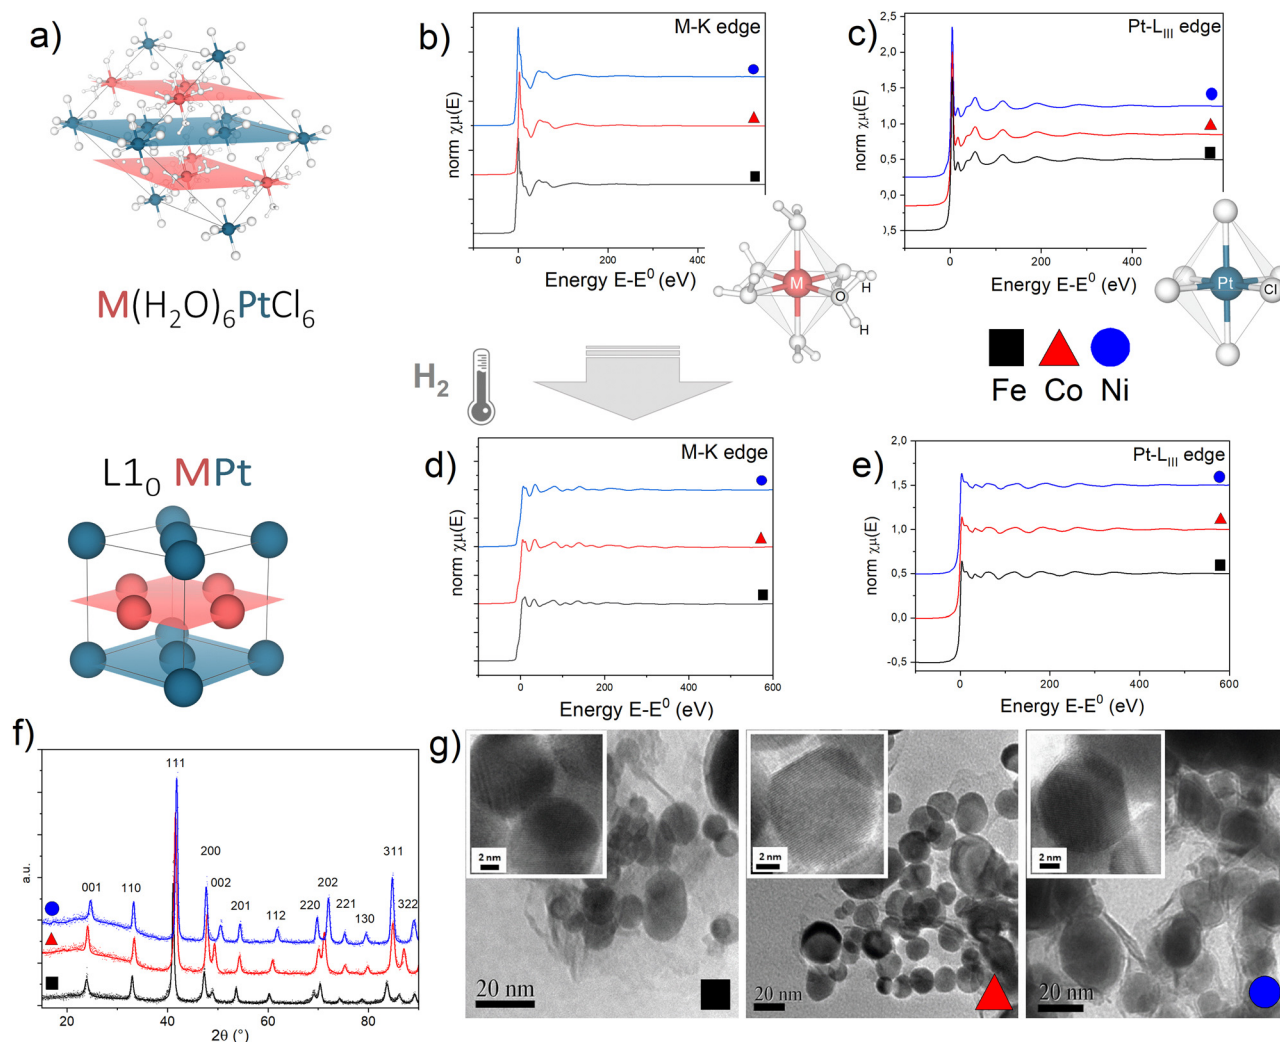 a)
M(H₂O)₆PtCl₆
b)
M-K edge
norm χμ(E)
0 200 400
Energy E-E⁰ (eV)
M
O
H
H
c)
Pt-L_III edge
2,5
2,0
1,5
1,0
0,5
0,0
0,5
norm χμ(E)
0 200 400
Energy E-E⁰ (eV)
Pt
Cl
H₂
Fe Co Ni
L1₀ MPt
d)
M-K edge
norm χμ(E)
0 200 400 600
Energy E-E⁰ (eV)
e)
Pt-L_III edge
2,0
1,5
1,0
0,5
0,0
-0,5
norm χμ(E)
0 200 400 600
Energy E-E⁰ (eV)
f)
a.u.
001
110
111
200
002
201
112
220
202
221
130
311
322
20 40 60 80
2θ (°)
g)
2 nm
20 nm
2 nm
20 nm
2 nm
20 nm